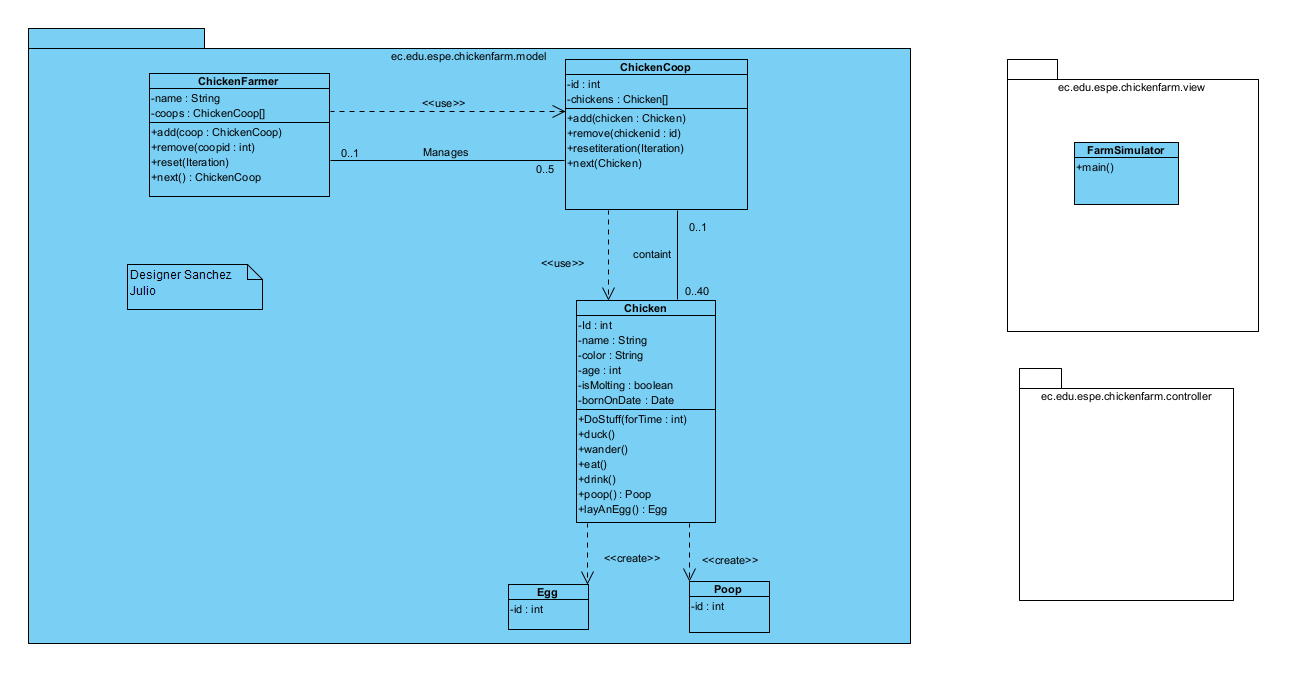 ec.edu.espe.chickenfarm.model
ChickenFarmer
-name : String
-coops : ChickenCoop[]
+add(coop : ChickenCoop)
+remove(coopid : int)
+reset(Iteration)
+next() : ChickenCoop
<<use>>
0..1
Manages
0..5
ChickenCoop
-id : int
-chickens : Chicken[]
+add(chicken : Chicken)
+remove(chickenid : id)
+resetiteration(Iteration)
+next(Chicken)
Designer Sanchez
Julio
<<use>>
0..1
containt
0..40
Chicken
-Id : int
-name : String
-color : String
-age : int
-isMolting : boolean
-bornOnDate : Date
+DoStuff(forTime : int)
+duck()
+wander()
+eat()
+drink()
+poop() : Poop
+layAnEgg() : Egg
<<create>>
<<create>>
Egg
-id : int
Poop
-id : int
ec.edu.espe.chickenfarm.view
FarmSimulator
+main()
ec.edu.espe.chickenfarm.controller